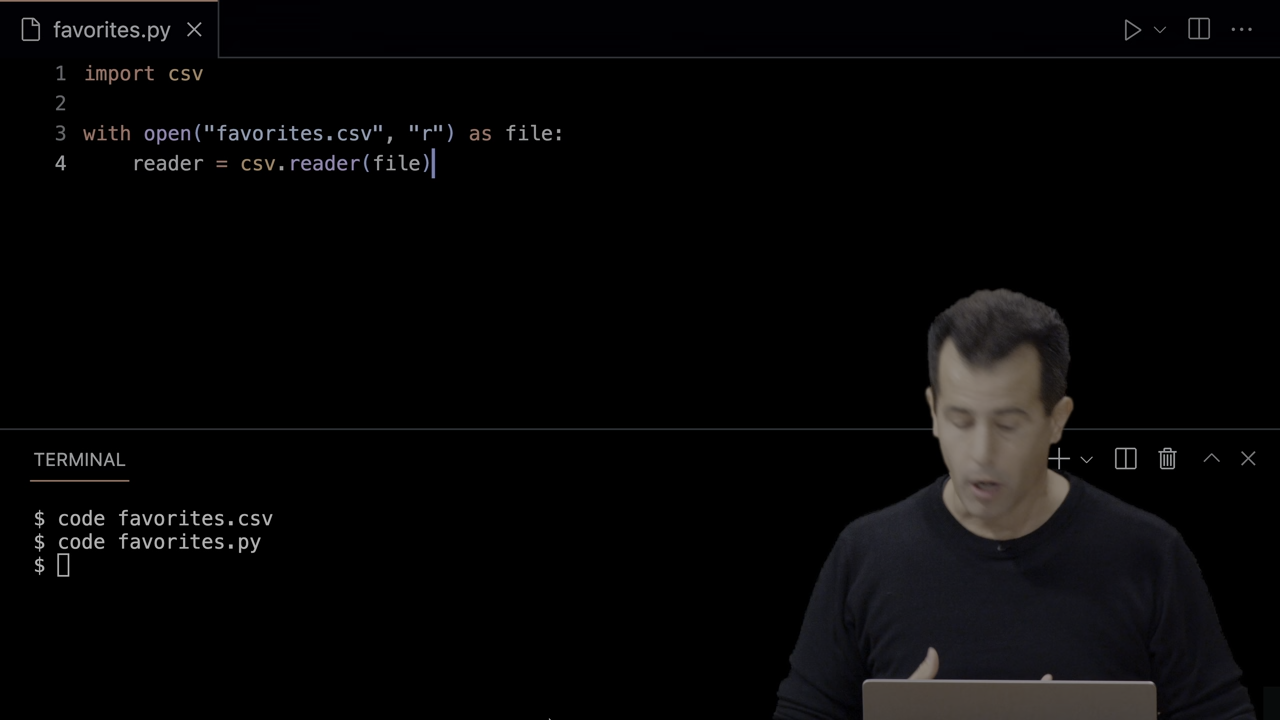 favorites.py
1 import csv
2
3 with open("favorites.csv", "r") as file:
4     reader = csv.reader(file)
TERMINAL
$ code favorites.csv
$ code favorites.py
$